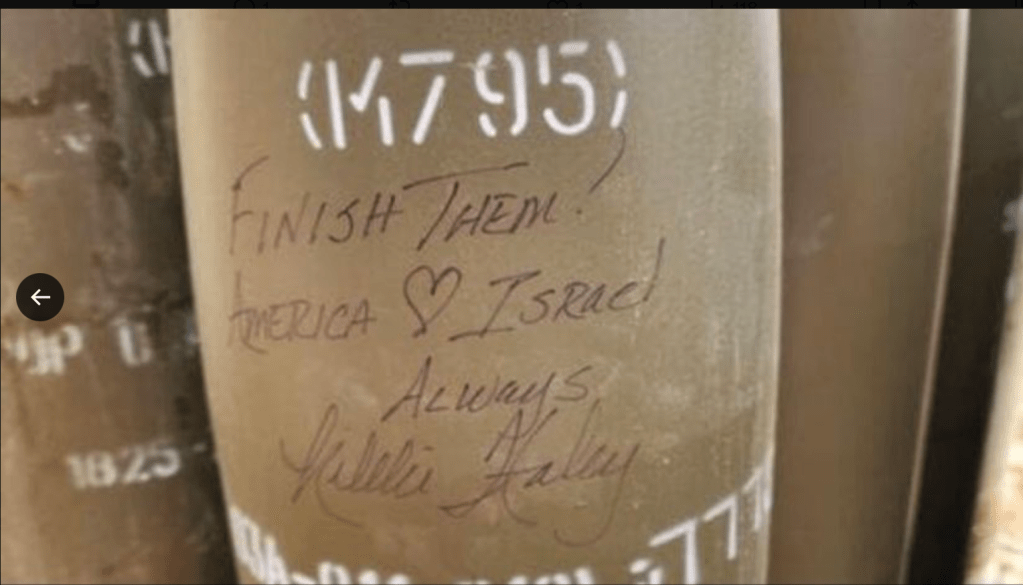 (M795)
FINISH THEM!
AMERICA ♡ ISRael
ALways
Nikki Haley
1825